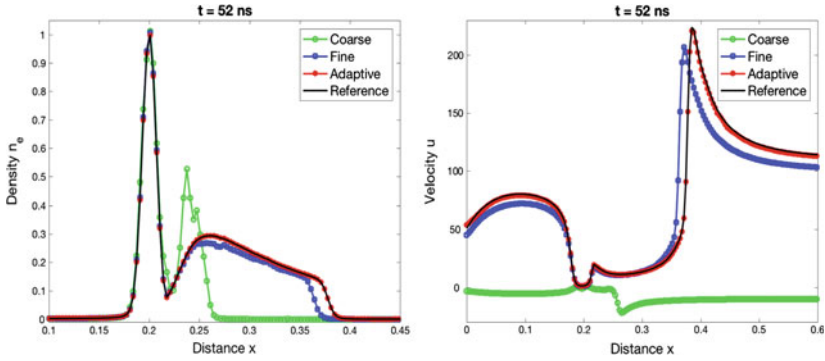 t = 52 ns
Density n_e
1
0.9
0.8
0.7
0.6
0.5
0.4
0.3
0.2
0.1
0
Coarse
Fine
Adaptive
Reference
0.1 0.15 0.2 0.25 0.3 0.35 0.4 0.45
Distance x
t = 52 ns
Velocity u
200
150
100
50
0
Coarse
Fine
Adaptive
Reference
0 0.1 0.2 0.3 0.4 0.5 0.6
Distance x